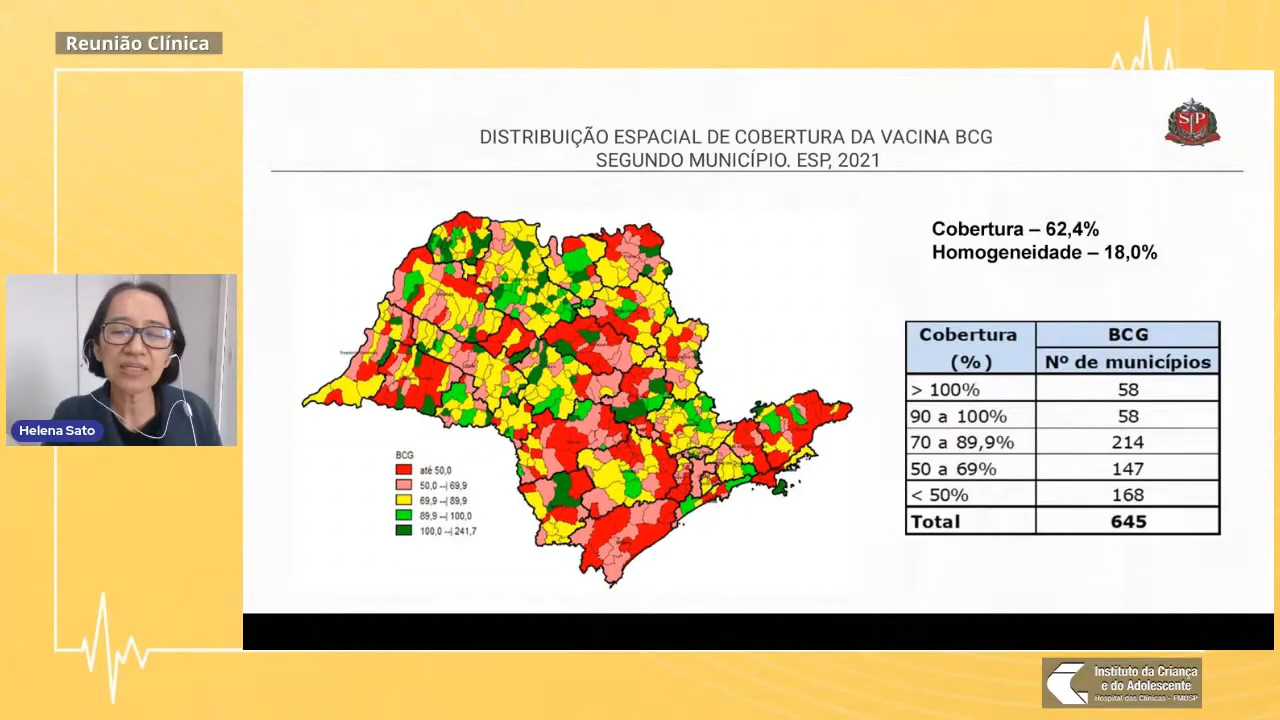 Reunião Clínica
DISTRIBUIÇÃO ESPACIAL DE COBERTURA DA VACINA BCG
SEGUNDO MUNICÍPIO. ESP, 2021
SP
Cobertura – 62,4%
Homogeneidade – 18,0%
Helena Sato
BCG
até 50,0
50,0 --| 69,9
69,9 --| 89,9
89,9 --| 100,0
100,0 --| 241,7
Cobertura (%) BCG
Nº de municípios
> 100% 58
90 a 100% 58
70 a 89,9% 214
50 a 69% 147
< 50% 168
Total 645
Instituto da Criança
e do Adolescente
Hospital das Clínicas - FMUSP